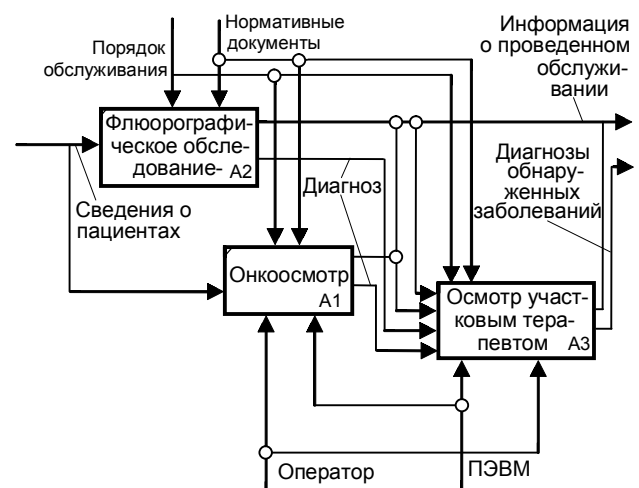 Порядок
обслуживания
Нормативные
документы
Информация
о проведенном
обслужи-
вании
Флюорографи-
ческое обсле-
дование-
A2
Сведения о
пациентах
Диагноз
Диагнозы
обнару-
женных
заболеваний
Онкоосмотр
A1
Осмотр участ-
ковым тера-
певтом
A3
Оператор
ПЭВМ